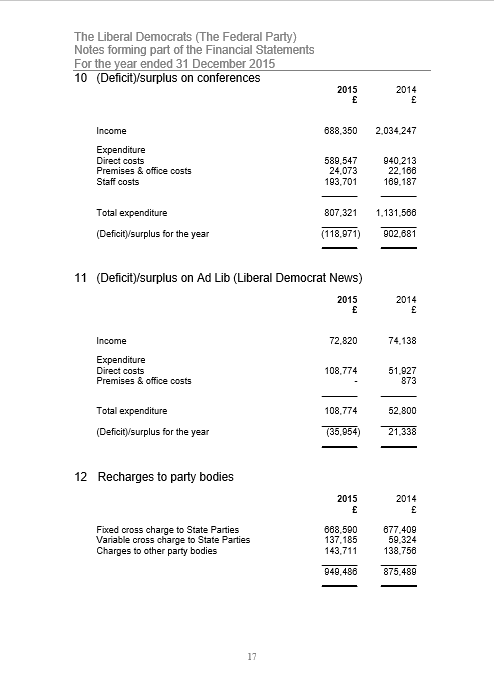 The Liberal Democrats (The Federal Party)
Notes forming part of the Financial Statements
For the year ended 31 December 2015
10 (Deficit)/surplus on conferences
2015 2014
£ £
Income 688,350 2,034,247
Expenditure
Direct costs 589,547 940,213
Premises & office costs 24,073 22,166
Staff costs 193,701 169,187
Total expenditure 807,321 1,131,566
(Deficit)/surplus for the year (118,971) 902,681
11 (Deficit)/surplus on Ad Lib (Liberal Democrat News)
2015 2014
£ £
Income 72,820 74,138
Expenditure
Direct costs 108,774 51,927
Premises & office costs - 873
Total expenditure 108,774 52,800
(Deficit)/surplus for the year (35,954) 21,338
12 Recharges to party bodies
2015 2014
£ £
Fixed cross charge to State Parties 668,590 677,409
Variable cross charge to State Parties 137,185 59,324
Charges to other party bodies 143,711 138,756
949,486 875,489
17